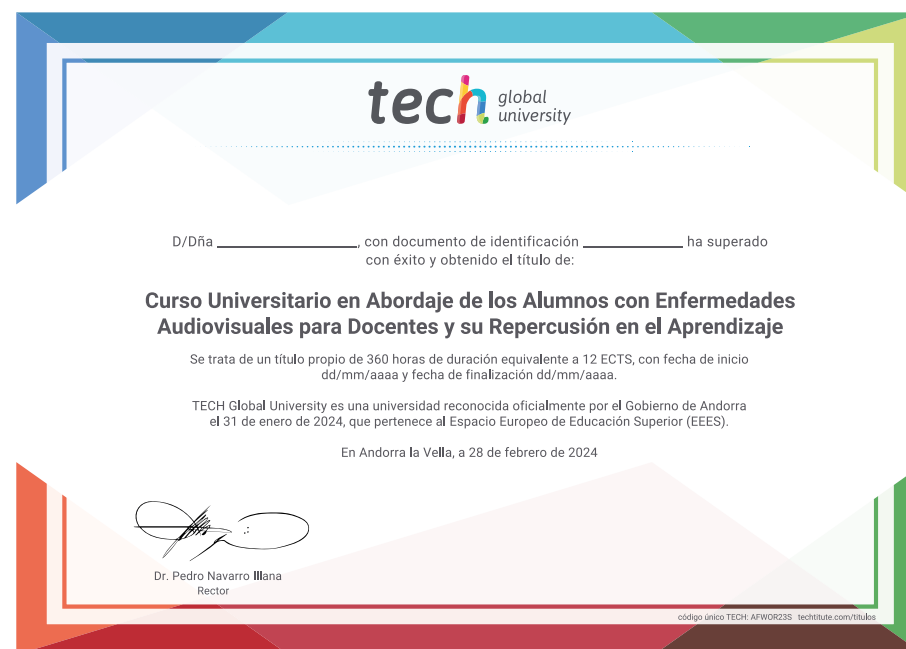 tech global university
D/Dña ____________, con documento de identificación ____________ ha superado
con éxito y obtenido el título de:
Curso Universitario en Abordaje de los Alumnos con Enfermedades
Audiovisuales para Docentes y su Repercusión en el Aprendizaje
Se trata de un título propio de 360 horas de duración equivalente a 12 ECTS, con fecha de inicio
dd/mm/aaaa y fecha de finalización dd/mm/aaaa.
TECH Global University es una universidad reconocida oficialmente por el Gobierno de Andorra
el 31 de enero de 2024, que pertenece al Espacio Europeo de Educación Superior (EEES).
En Andorra la Vella, a 28 de febrero de 2024
Dr. Pedro Navarro Illana
Rector
código único TECH: AFWOR23S techtitute.com/titulos